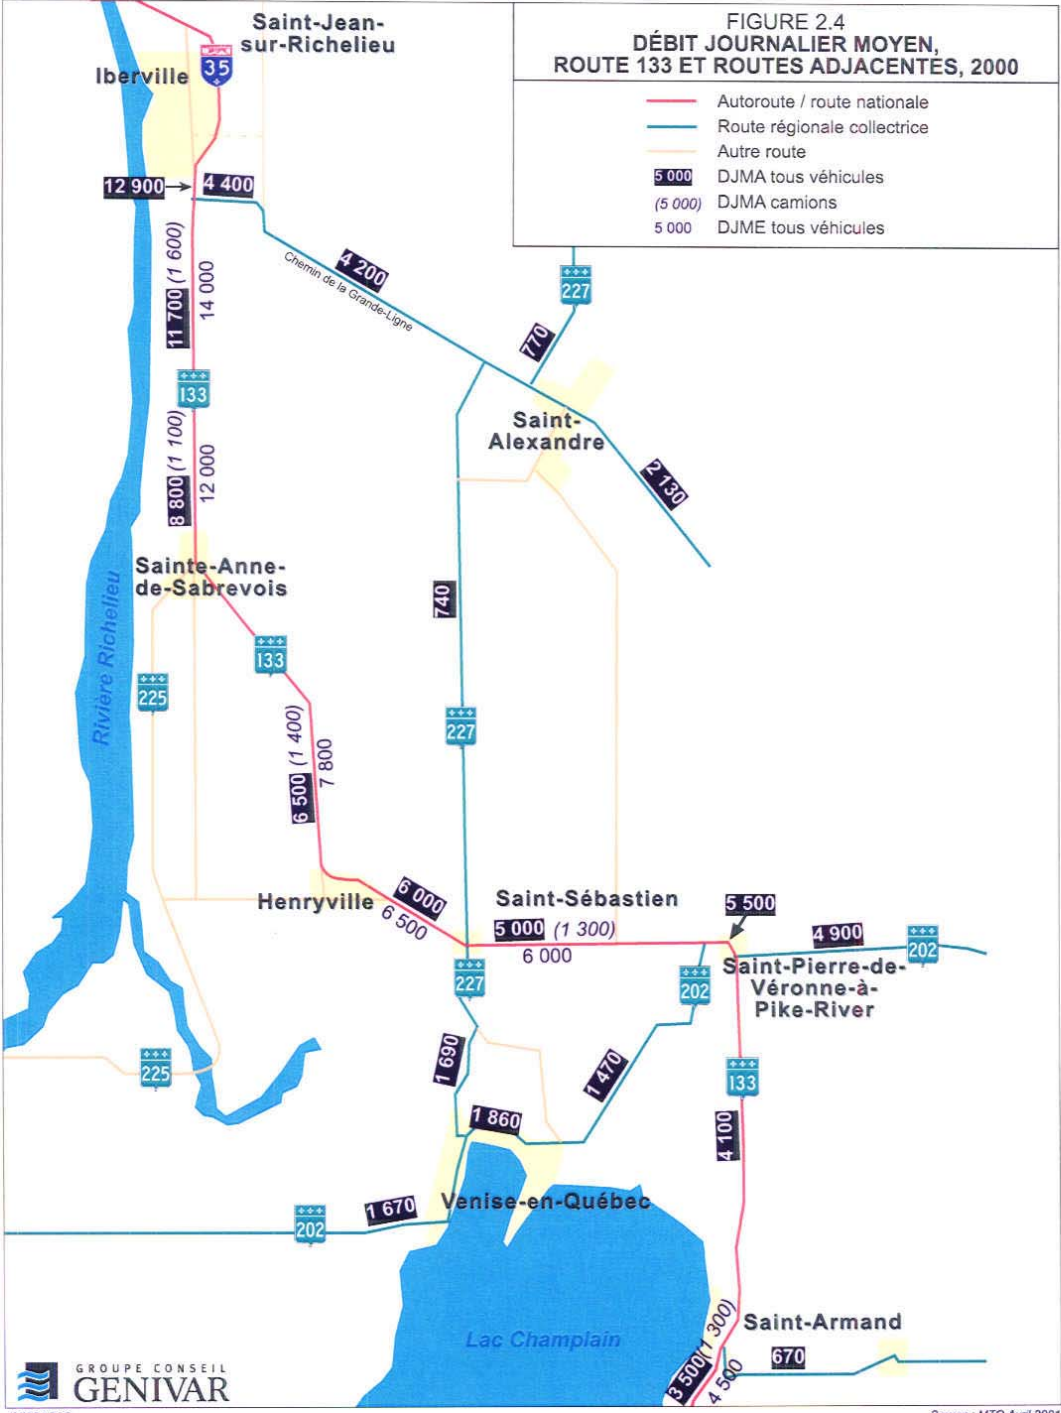 FIGURE 2.4
DÉBIT JOURNALIER MOYEN,
ROUTE 133 ET ROUTES ADJACENTES, 2000
Autoroute / route nationale
Route régionale collectrice
Autre route
5 000 DJMA tous véhicules
(5 000) DJMA camions
5 000 DJME tous véhicules
Saint-Jean-
sur-Richelieu
Iberville
35
12 900
4 400
11 700 (1 600)
14 000
4 200
Chemin de la Grande-Ligne
227
770
133
Saint-
Alexandre
8 800 (1 100)
12 000
2 130
Sainte-Anne-
de-Sabrevois
740
Rivière Richelieu
133
225
227
6 500 (1 400)
7 800
Henryville
6 000
6 500
Saint-Sébastien
5 000 (1 300)
6 000
5 500
4 900
202
227
202
Saint-Pierre-de-
Véronne-à-
Pike-River
225
1 690
1 470
133
1 860
4 100
Venise-en-Québec
1 670
202
Lac Champlain
Saint-Armand
3 500 (1 300)
4 500
670
GROUPE CONSEIL
GENIVAR